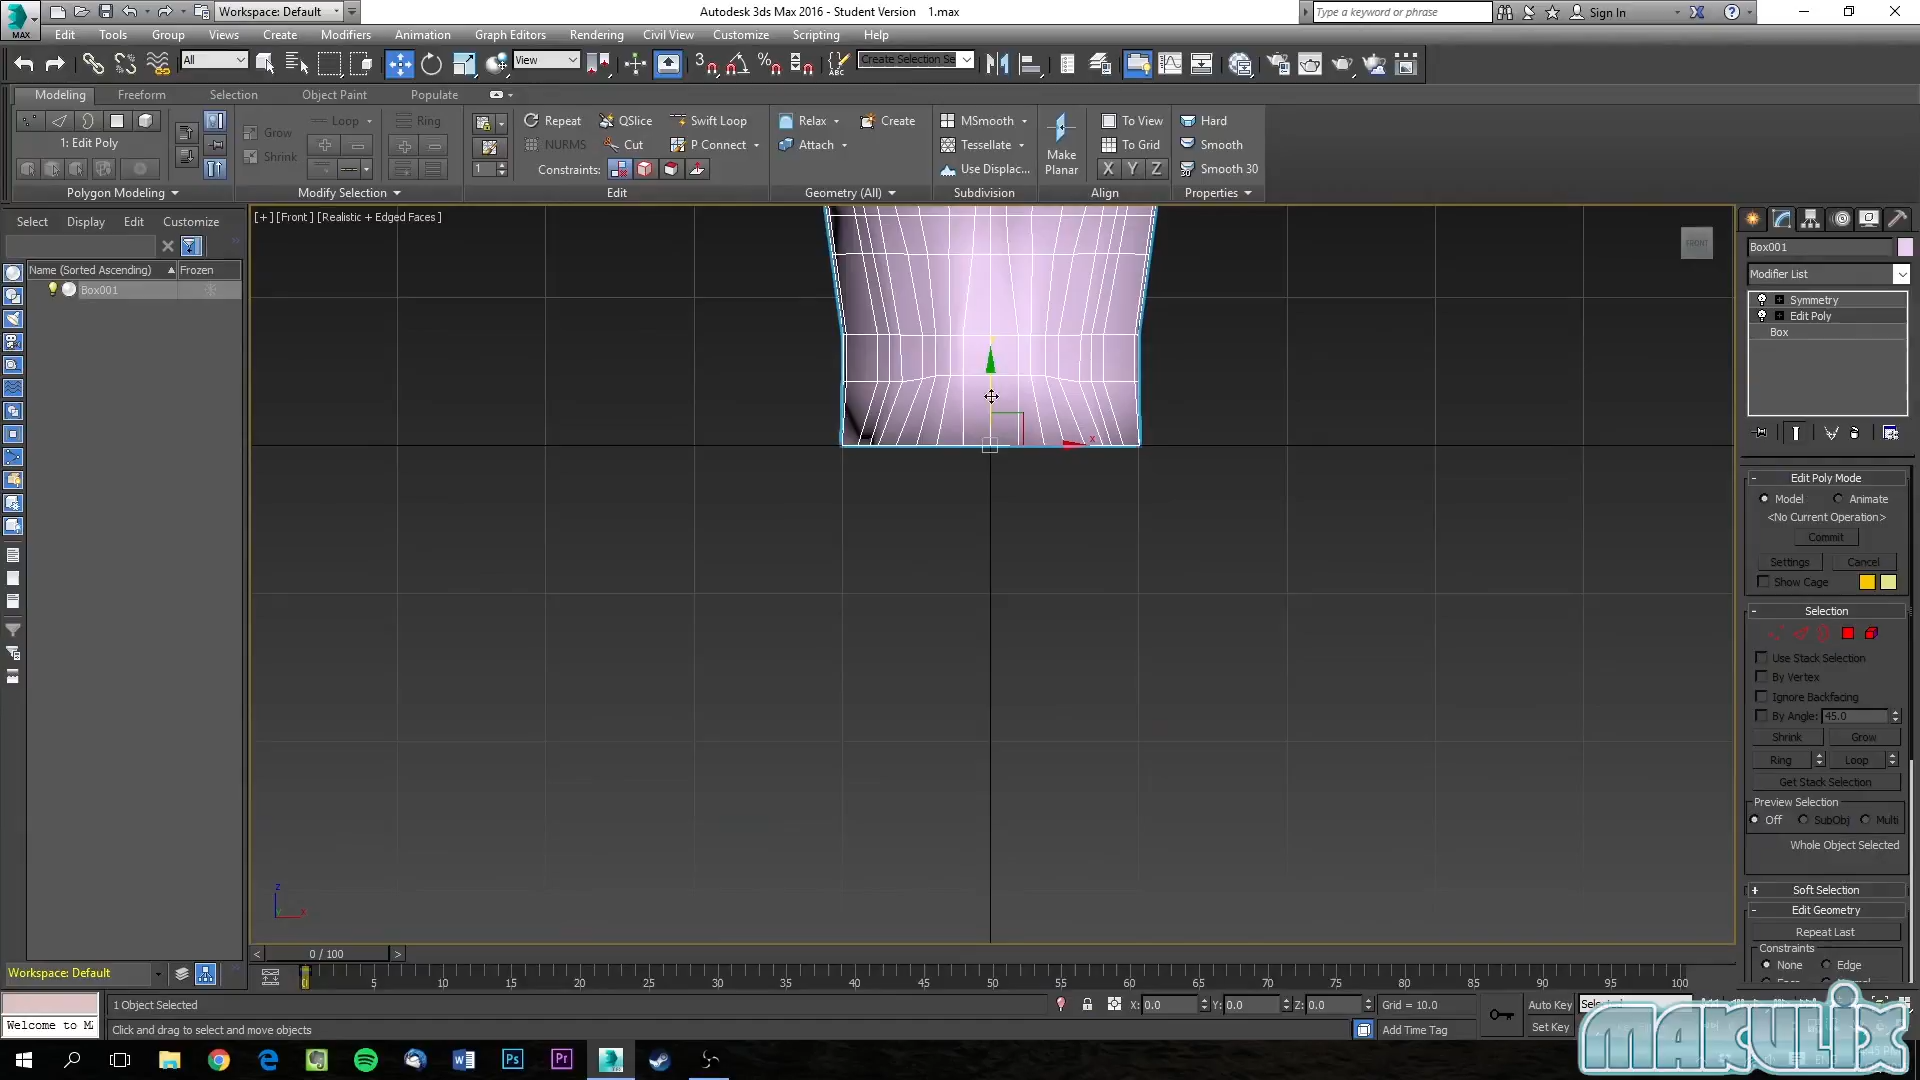 Workspace: Default
Autodesk 3ds Max 2016 - Student Version 1.max
Type a keyword or phrase
Sign In
MAX
Edit Tools Group Views Create Modifiers Animation Graph Editors Rendering Civil View Customize Scripting Help
All
View
3
ABC
Create Selection Se
Modeling Freeform Selection Object Paint Populate
1: Edit Poly
Polygon Modeling
Grow
Shrink
Loop
Ring
Modify Selection
1
Repeat QSlice Swift Loop
NURMS Cut P Connect
Constraints:
Edit
Relax Create
Attach
Geometry (All)
MSmooth
Tessellate
Use Displac...
Subdivision
Make
Planar
To View
To Grid
X Y Z
Align
Hard
Smooth
Smooth 30
Properties
Select Display Edit Customize
Name (Sorted Ascending) Frozen
Box001
[+] [Front] [Realistic + Edged Faces]
FRONT
x
z
x
Box001
Modifier List
Symmetry
Edit Poly
Box
Edit Poly Mode
Model Animate
<No Current Operation>
Commit
Settings Cancel
Show Cage
Selection
Use Stack Selection
By Vertex
Ignore Backfacing
By Angle: 45.0
Shrink Grow
Ring Loop
Get Stack Selection
Preview Selection
Off SubObj Multi
Whole Object Selected
Soft Selection
Edit Geometry
Repeat Last
Constraints
None Edge
0 / 100
Workspace: Default
5 10 15 20 25 30 35 40 45 50 55 60 65 70 75 80 85 90 95 100
1 Object Selected
X: 0.0 Y: 0.0 Z: 0.0
Grid = 10.0
Auto Key
Welcome to M
Click and drag to select and move objects
Add Time Tag
Set Key
MAKULIX